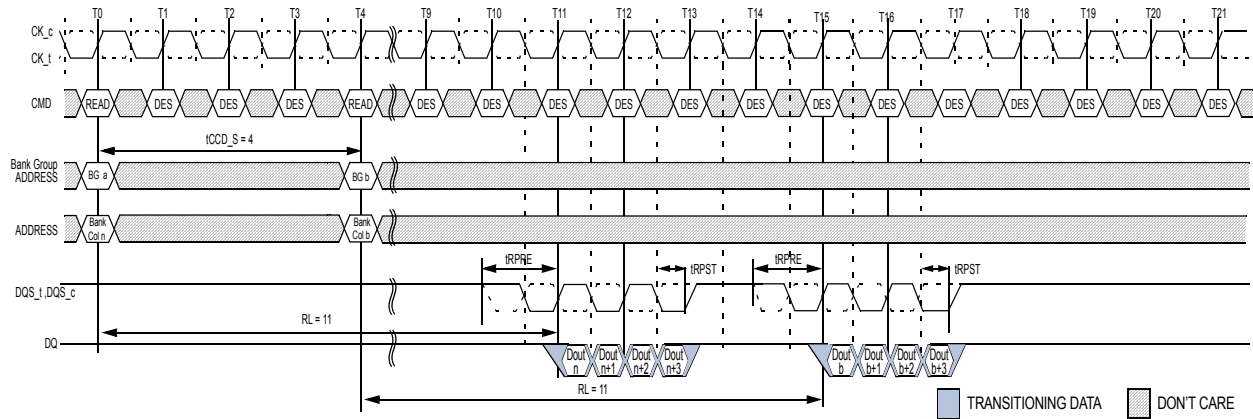 T0 T1 T2 T3 T4 T9 T10 T11 T12 T13 T14 T15 T16 T17 T18 T19 T20 T21
CK_c
CK_t
CMD READ DES DES DES READ DES DES DES DES DES DES DES DES DES DES DES DES DES
tCCD_S = 4
Bank Group
ADDRESS
BG a
BG b
ADDRESS
Bank
Col n
Bank
Col b
tRPRE
tRPST
tRPRE
tRPST
DQS_t ,DQS_c
RL = 11
DQ
Dout
n
Dout
n+1
Dout
n+2
Dout
n+3
Dout
b
Dout
b+1
Dout
b+2
Dout
b+3
RL = 11
TRANSITIONING DATA
DON'T CARE